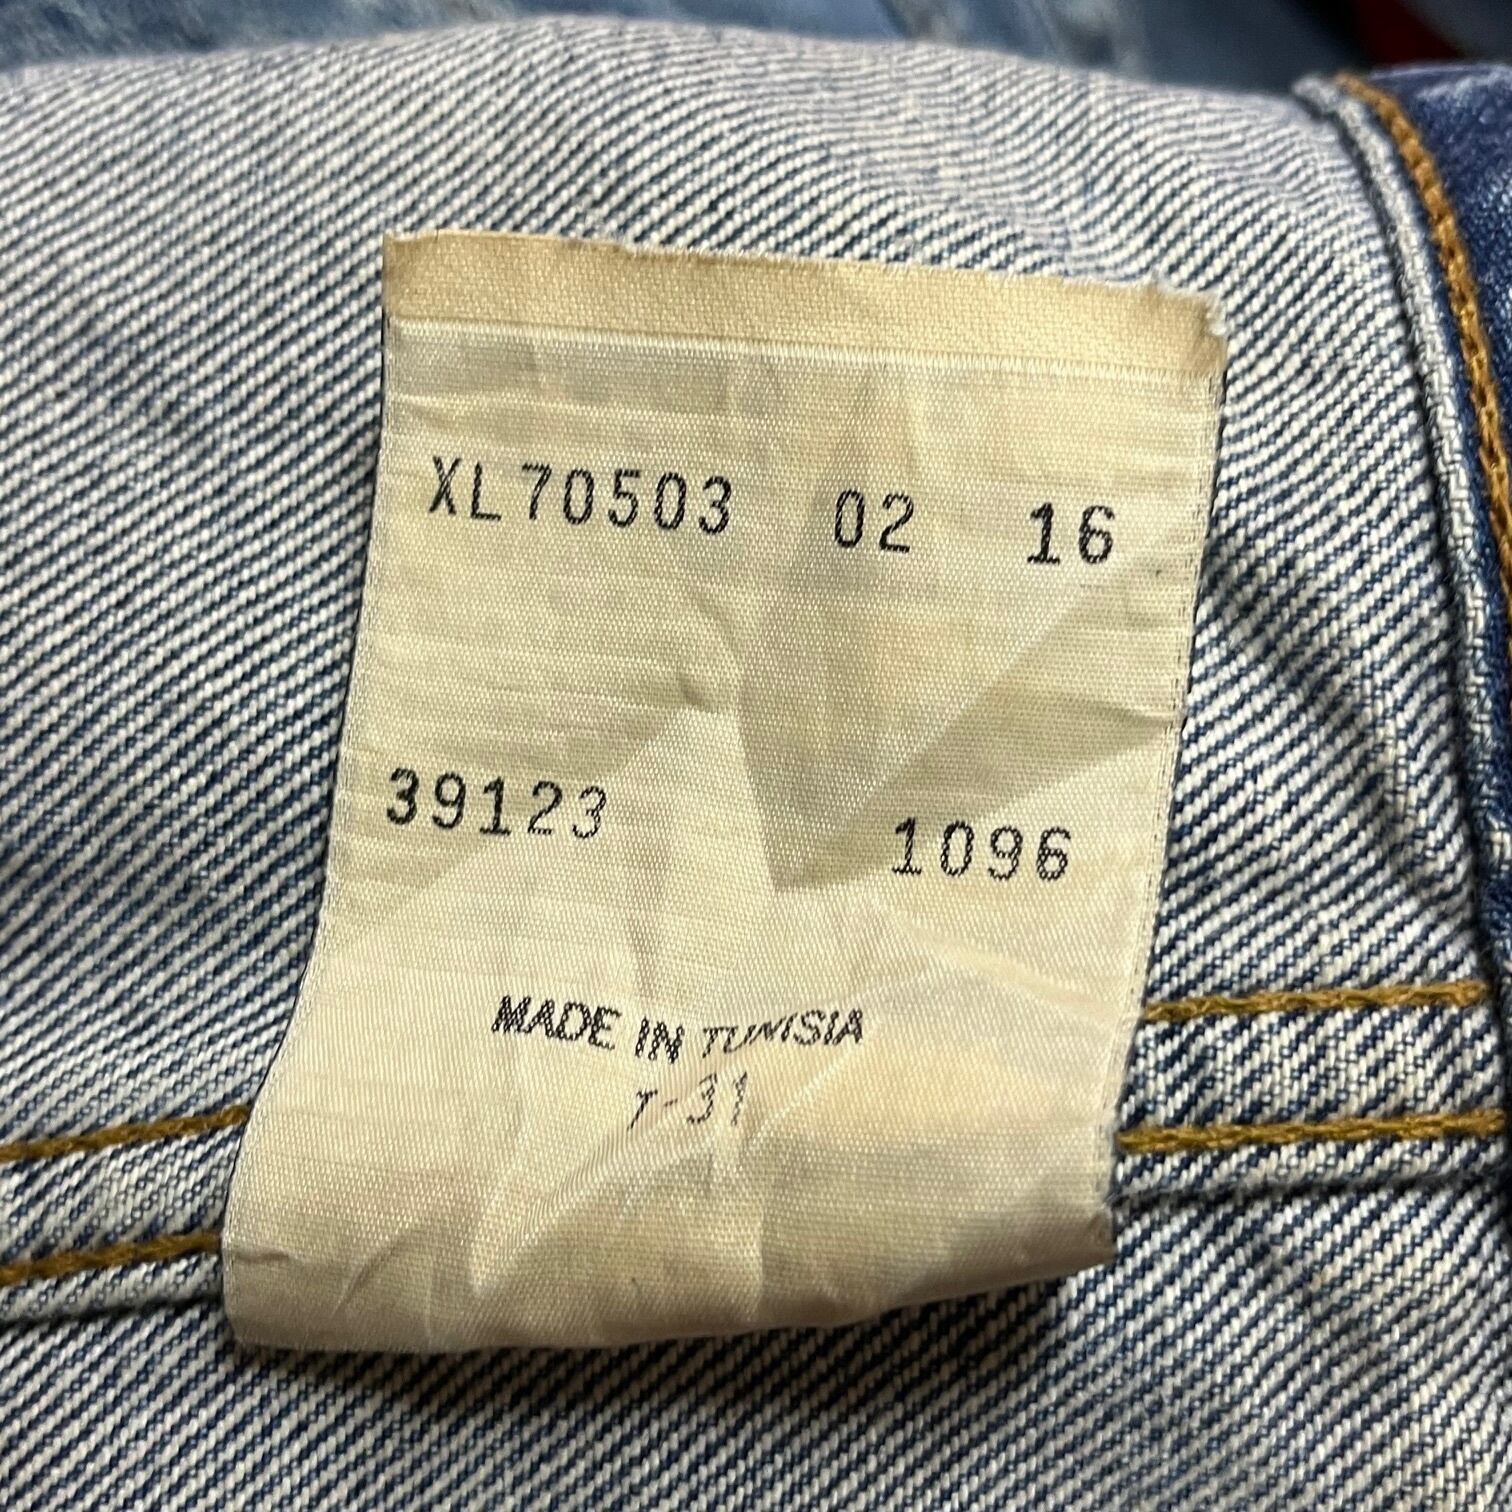 XL70503 02 16
39123 1096
MADE IN TUNISIA
T-31